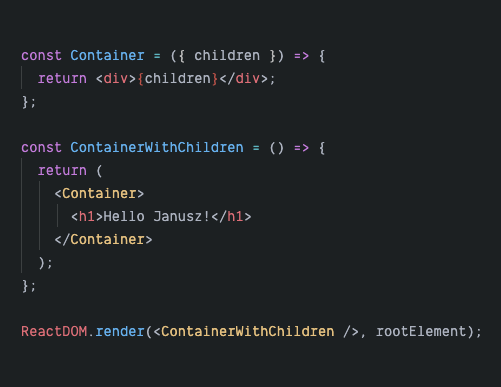 const Container = ({ children }) => {
  return <div>{children}</div>;
};

const ContainerWithChildren = () => {
  return (
    <Container>
      <h1>Hello Janusz!</h1>
    </Container>
  );
};

ReactDOM.render(<ContainerWithChildren />, rootElement);